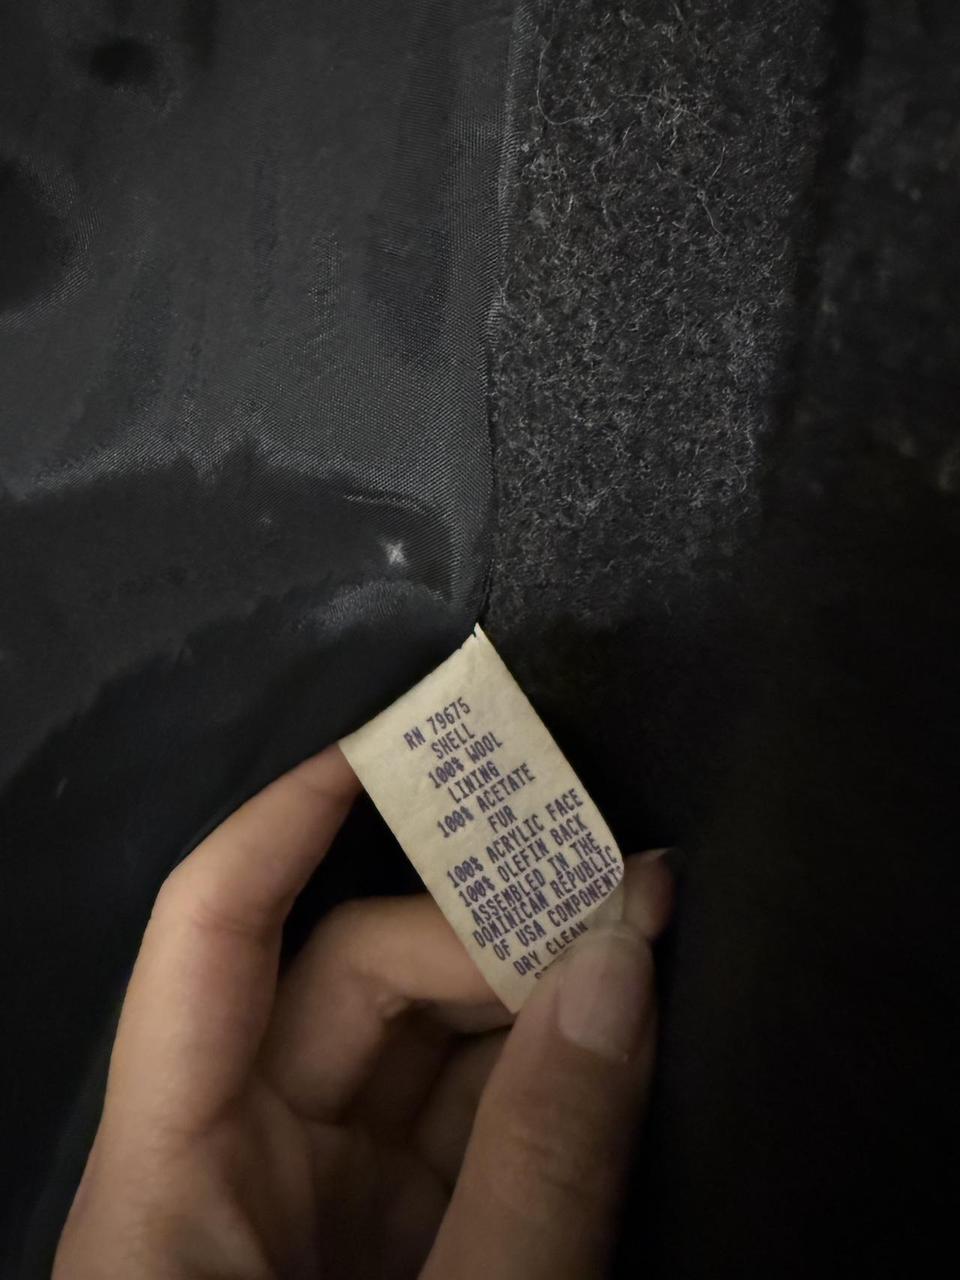 RN 79675
SHELL
100% WOOL
LINING
100% ACETATE
FUR
100% ACRYLIC FACE
100% OLEFIN BACK
ASSEMBLED IN THE
DOMINICAN REPUBLIC
OF USA COMPONENTS
DRY CLEAN